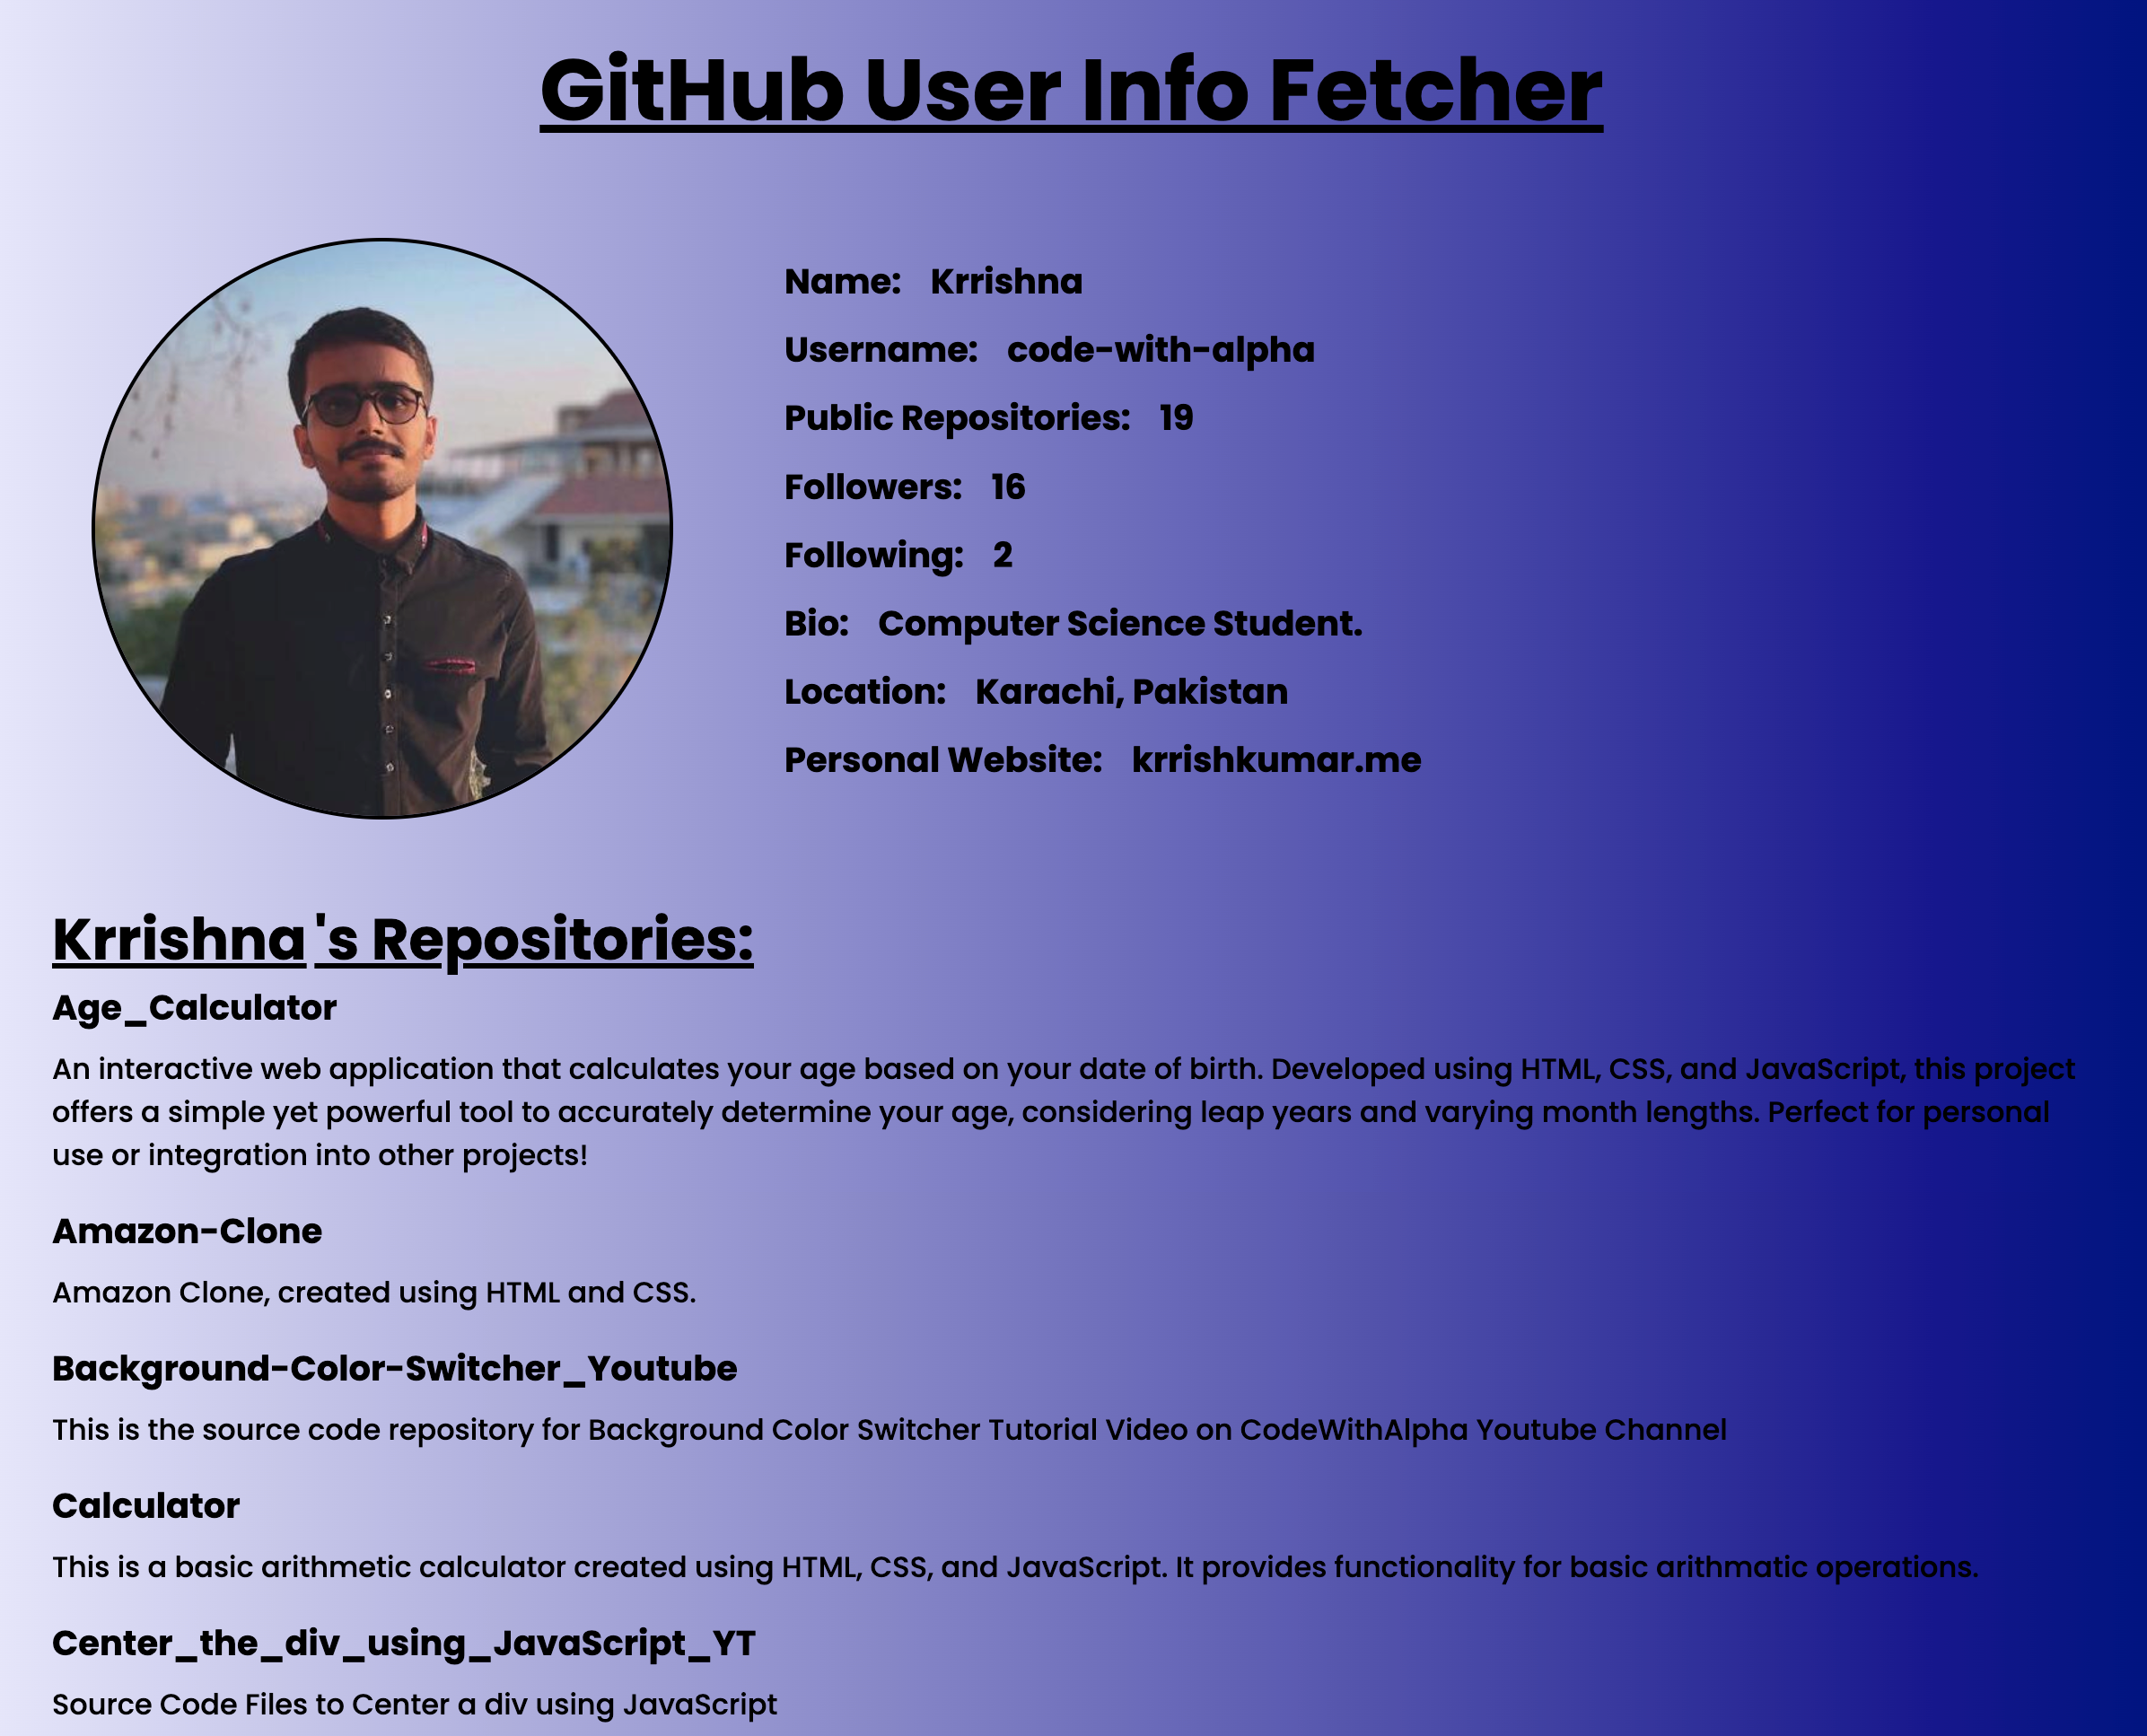 GitHub User Info Fetcher
Name: Krrishna
Username: code-with-alpha
Public Repositories: 19
Followers: 16
Following: 2
Bio: Computer Science Student.
Location: Karachi, Pakistan
Personal Website: krrishkumar.me
Krrishna 's Repositories:
Age_Calculator
An interactive web application that calculates your age based on your date of birth. Developed using HTML, CSS, and JavaScript, this project
offers a simple yet powerful tool to accurately determine your age, considering leap years and varying month lengths. Perfect for personal
use or integration into other projects!
Amazon-Clone
Amazon Clone, created using HTML and CSS.
Background-Color-Switcher_Youtube
This is the source code repository for Background Color Switcher Tutorial Video on CodeWithAlpha Youtube Channel
Calculator
This is a basic arithmetic calculator created using HTML, CSS, and JavaScript. It provides functionality for basic arithmatic operations.
Center_the_div_using_JavaScript_YT
Source Code Files to Center a div using JavaScript